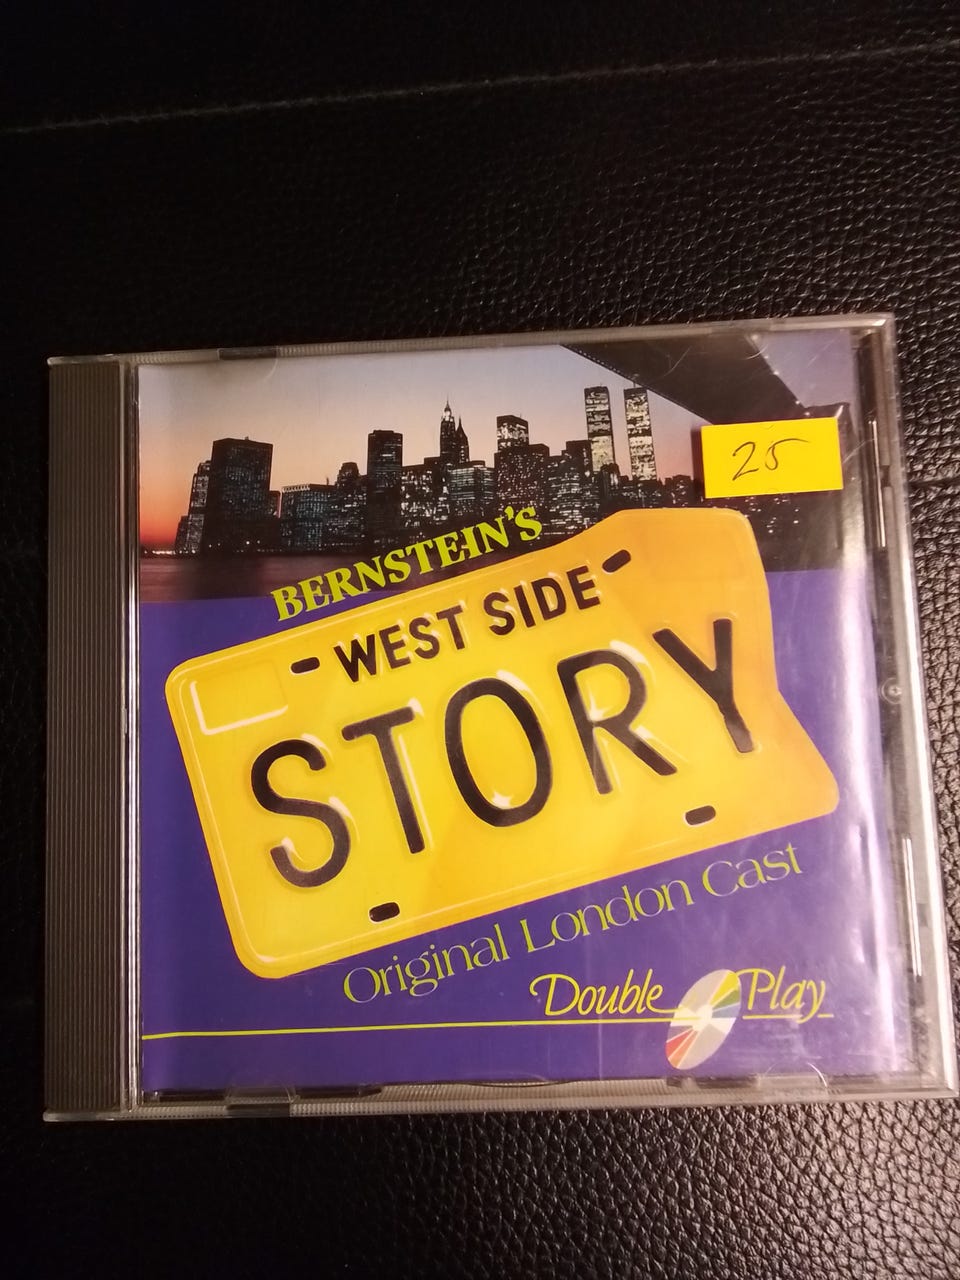 25
BERNSTEIN'S
WEST SIDE
STORY
Original London Cast
Double Play